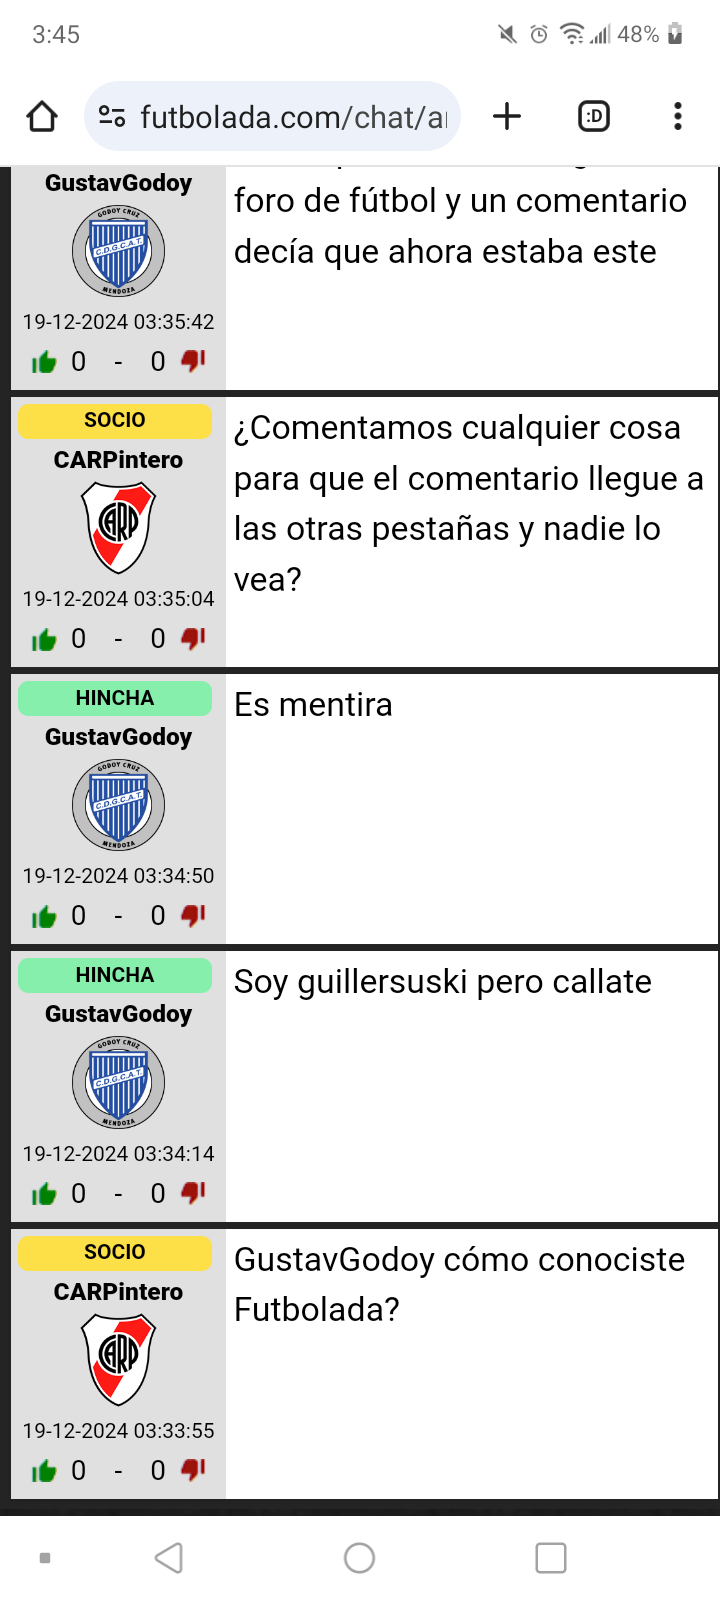 3:45
48%
futbolada.com/chat/a
:D
GustavGodoy
GODOY CRUZ
C.D.G.C.A.T.
MENDOZA
19-12-2024 03:35:42
0 - 0
foro de fútbol y un comentario
decía que ahora estaba este
SOCIO
CARPintero
CARP
19-12-2024 03:35:04
0 - 0
¿Comentamos cualquier cosa
para que el comentario llegue a
las otras pestañas y nadie lo
vea?
HINCHA
GustavGodoy
GODOY CRUZ
C.D.G.C.A.T.
MENDOZA
19-12-2024 03:34:50
0 - 0
Es mentira
HINCHA
GustavGodoy
GODOY CRUZ
C.D.G.C.A.T.
MENDOZA
19-12-2024 03:34:14
0 - 0
Soy guillersuski pero callate
SOCIO
CARPintero
CARP
19-12-2024 03:33:55
0 - 0
GustavGodoy cómo conociste
Futbolada?